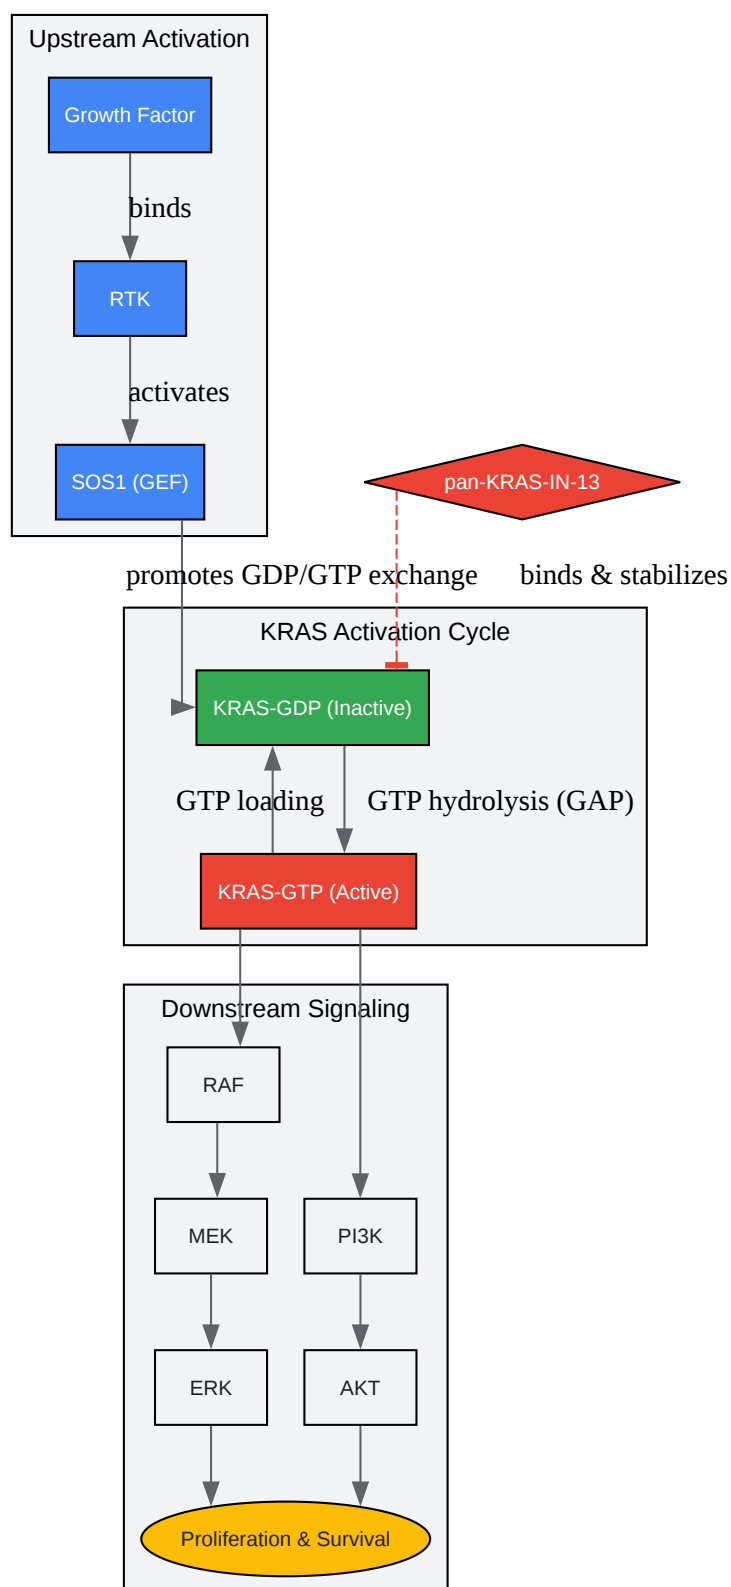 Upstream Activation
Growth Factor
binds
RTK
activates
SOS1 (GEF)
pan-KRAS-IN-13
promotes GDP/GTP exchange
binds & stabilizes
KRAS Activation Cycle
KRAS-GDP (Inactive)
GTP loading
GTP hydrolysis (GAP)
KRAS-GTP (Active)
Downstream Signaling
RAF
MEK
PI3K
ERK
AKT
Proliferation & Survival